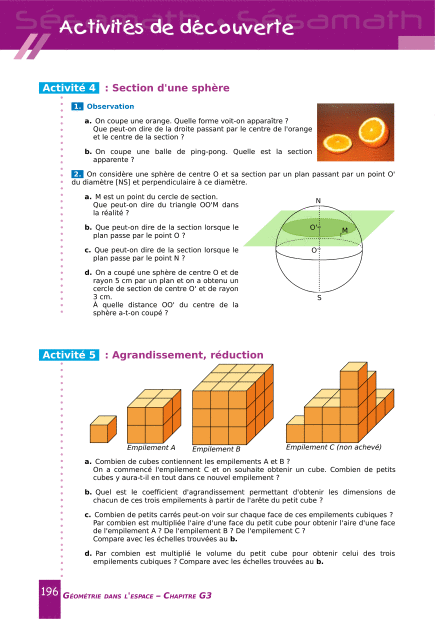 Sésamath • Sésamath
Activités de découverte
Activité 4 : Section d'une sphère
1. Observation
a. On coupe une orange. Quelle forme voit-on apparaître ?
Que peut-on dire de la droite passant par le centre de l'orange
et le centre de la section ?
b. On coupe une balle de ping-pong. Quelle est la section
apparente ?
2. On considère une sphère de centre O et sa section par un plan passant par un point O'
du diamètre [NS] et perpendiculaire à ce diamètre.
a. M est un point du cercle de section.
Que peut-on dire du triangle OO'M dans
la réalité ?
b. Que peut-on dire de la section lorsque le
plan passe par le point O ?
c. Que peut-on dire de la section lorsque le
plan passe par le point N ?
d. On a coupé une sphère de centre O et de
rayon 5 cm par un plan et on a obtenu un
cercle de section de centre O' et de rayon
3 cm.
À quelle distance OO' du centre de la
sphère a-t-on coupé ?
N
O'
M
O
S
Activité 5 : Agrandissement, réduction
Empilement A
Empilement B
Empilement C (non achevé)
a. Combien de cubes contiennent les empilements A et B ?
On a commencé l'empilement C et on souhaite obtenir un cube. Combien de petits
cubes y aura-t-il en tout dans ce nouvel empilement ?
b. Quel est le coefficient d'agrandissement permettant d'obtenir les dimensions de
chacun de ces trois empilements à partir de l'arête du petit cube ?
c. Combien de petits carrés peut-on voir sur chaque face de ces empilements cubiques ?
Par combien est multipliée l'aire d'une face du petit cube pour obtenir l'aire d'une face
de l'empilement A ? De l'empilement B ? De l'empilement C ?
Compare avec les échelles trouvées au b.
d. Par combien est multiplié le volume du petit cube pour obtenir celui des trois
empilements cubiques ? Compare avec les échelles trouvées au b.
196 GÉOMÉTRIE DANS L'ESPACE – CHAPITRE G3